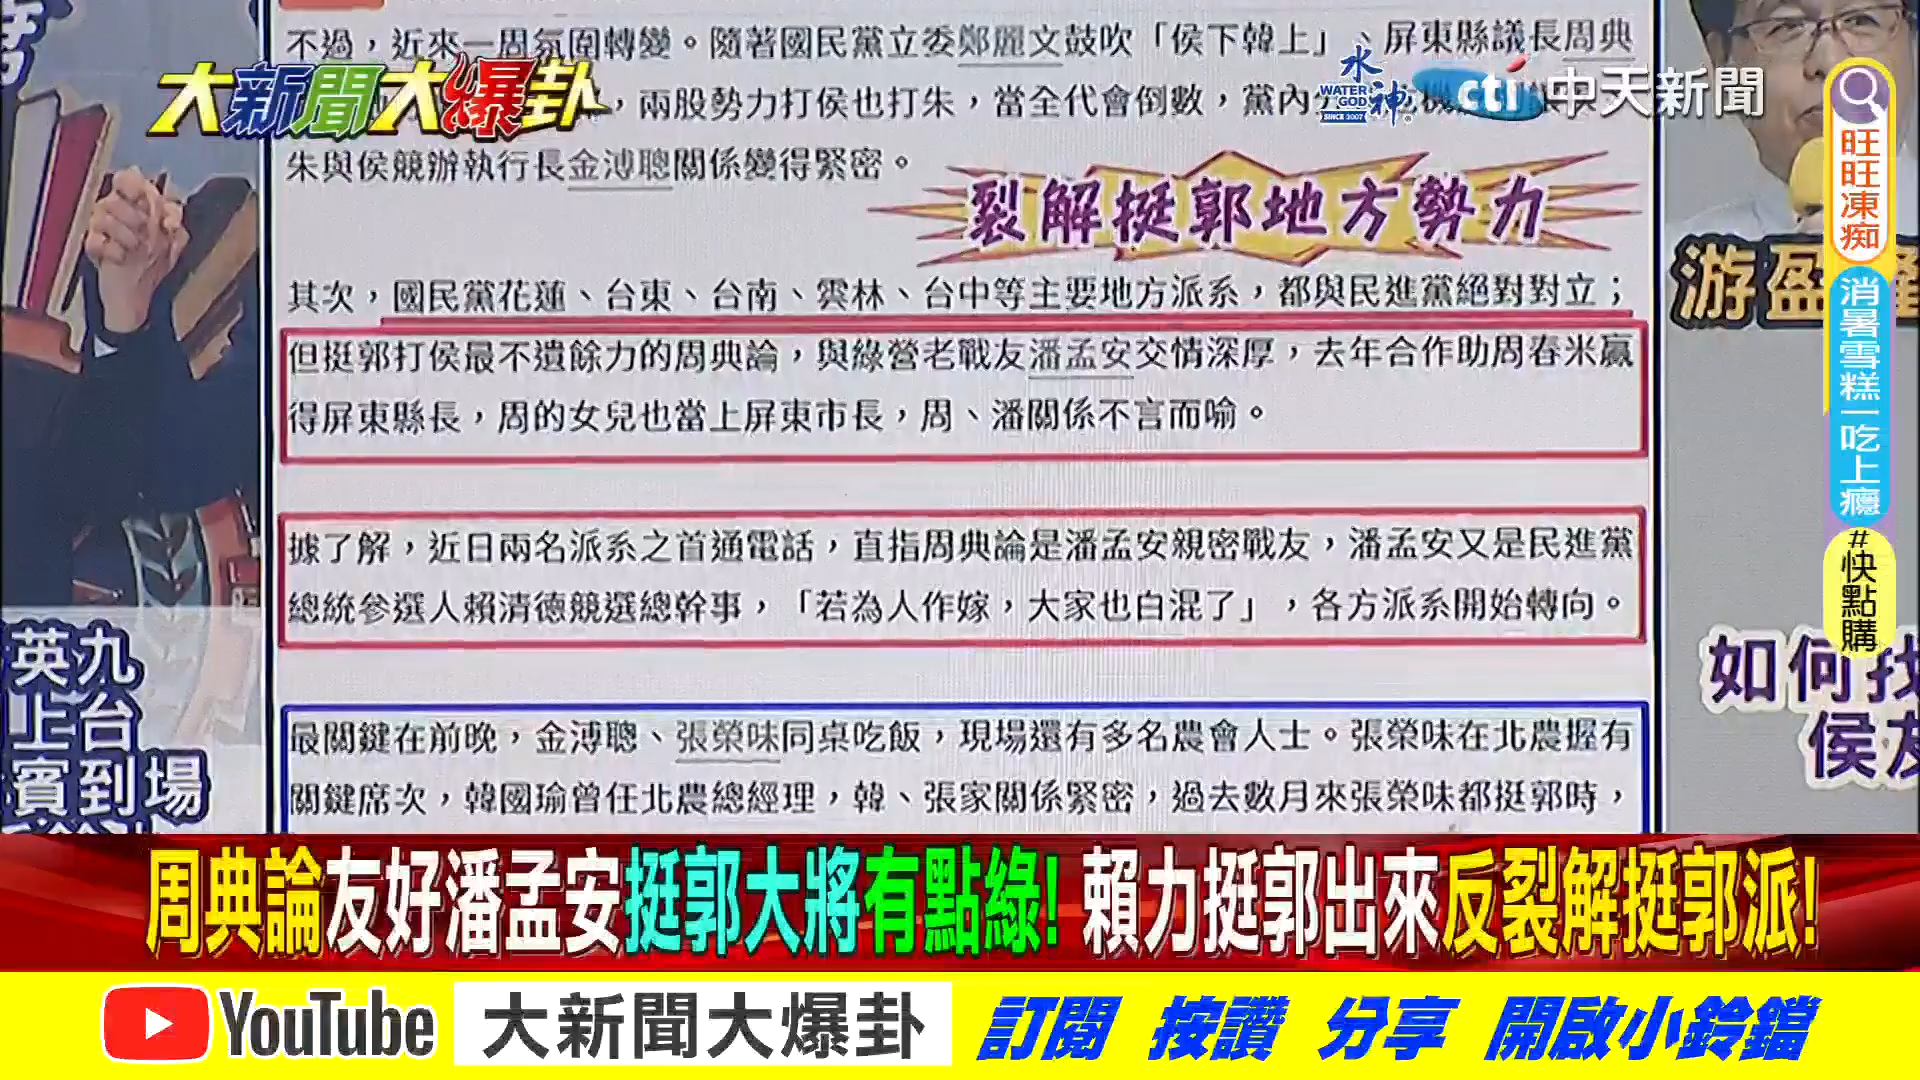 不過，近來一周氛圍轉變。隨著國民黨立委鄭麗文鼓吹「侯下韓上」、屏東縣議長周典
，兩股勢力打侯也打朱，當全代會倒數，黨內
朱與侯競辦執行長金溥聰關係變得緊密。
大新聞大爆卦
水神
WATER GOD
SINCE 2007
cti 中天新聞
裂解挺郭地方勢力
其次，國民黨花蓮、台東、台南、雲林、台中等主要地方派系，都與民進黨絕對對立；
但挺郭打侯最不遺餘力的周典論，與綠營老戰友潘孟安交情深厚，去年合作助周春米贏
得屏東縣長，周的女兒也當上屏東市長，周、潘關係不言而喻。
據了解，近日兩名派系之首通電話，直指周典論是潘孟安親密戰友，潘孟安又是民進黨
總統參選人賴清德競選總幹事，「若為人作嫁，大家也白混了」，各方派系開始轉向。
最關鍵在前晚，金溥聰、張榮味同桌吃飯，現場還有多名農會人士。張榮味在北農握有
關鍵席次，韓國瑜曾任北農總經理，韓、張家關係緊密，過去數月來張榮味都挺郭時，
英九
上台
賓到場
游盈隆
如何找
侯友
旺旺凍痴
消暑雪糕一吃上癮
#快點購
周典論友好潘孟安挺郭大將有點綠! 賴力挺郭出來反裂解挺郭派!
YouTube 大新聞大爆卦 訂閱 按讚 分享 開啟小鈴鐺